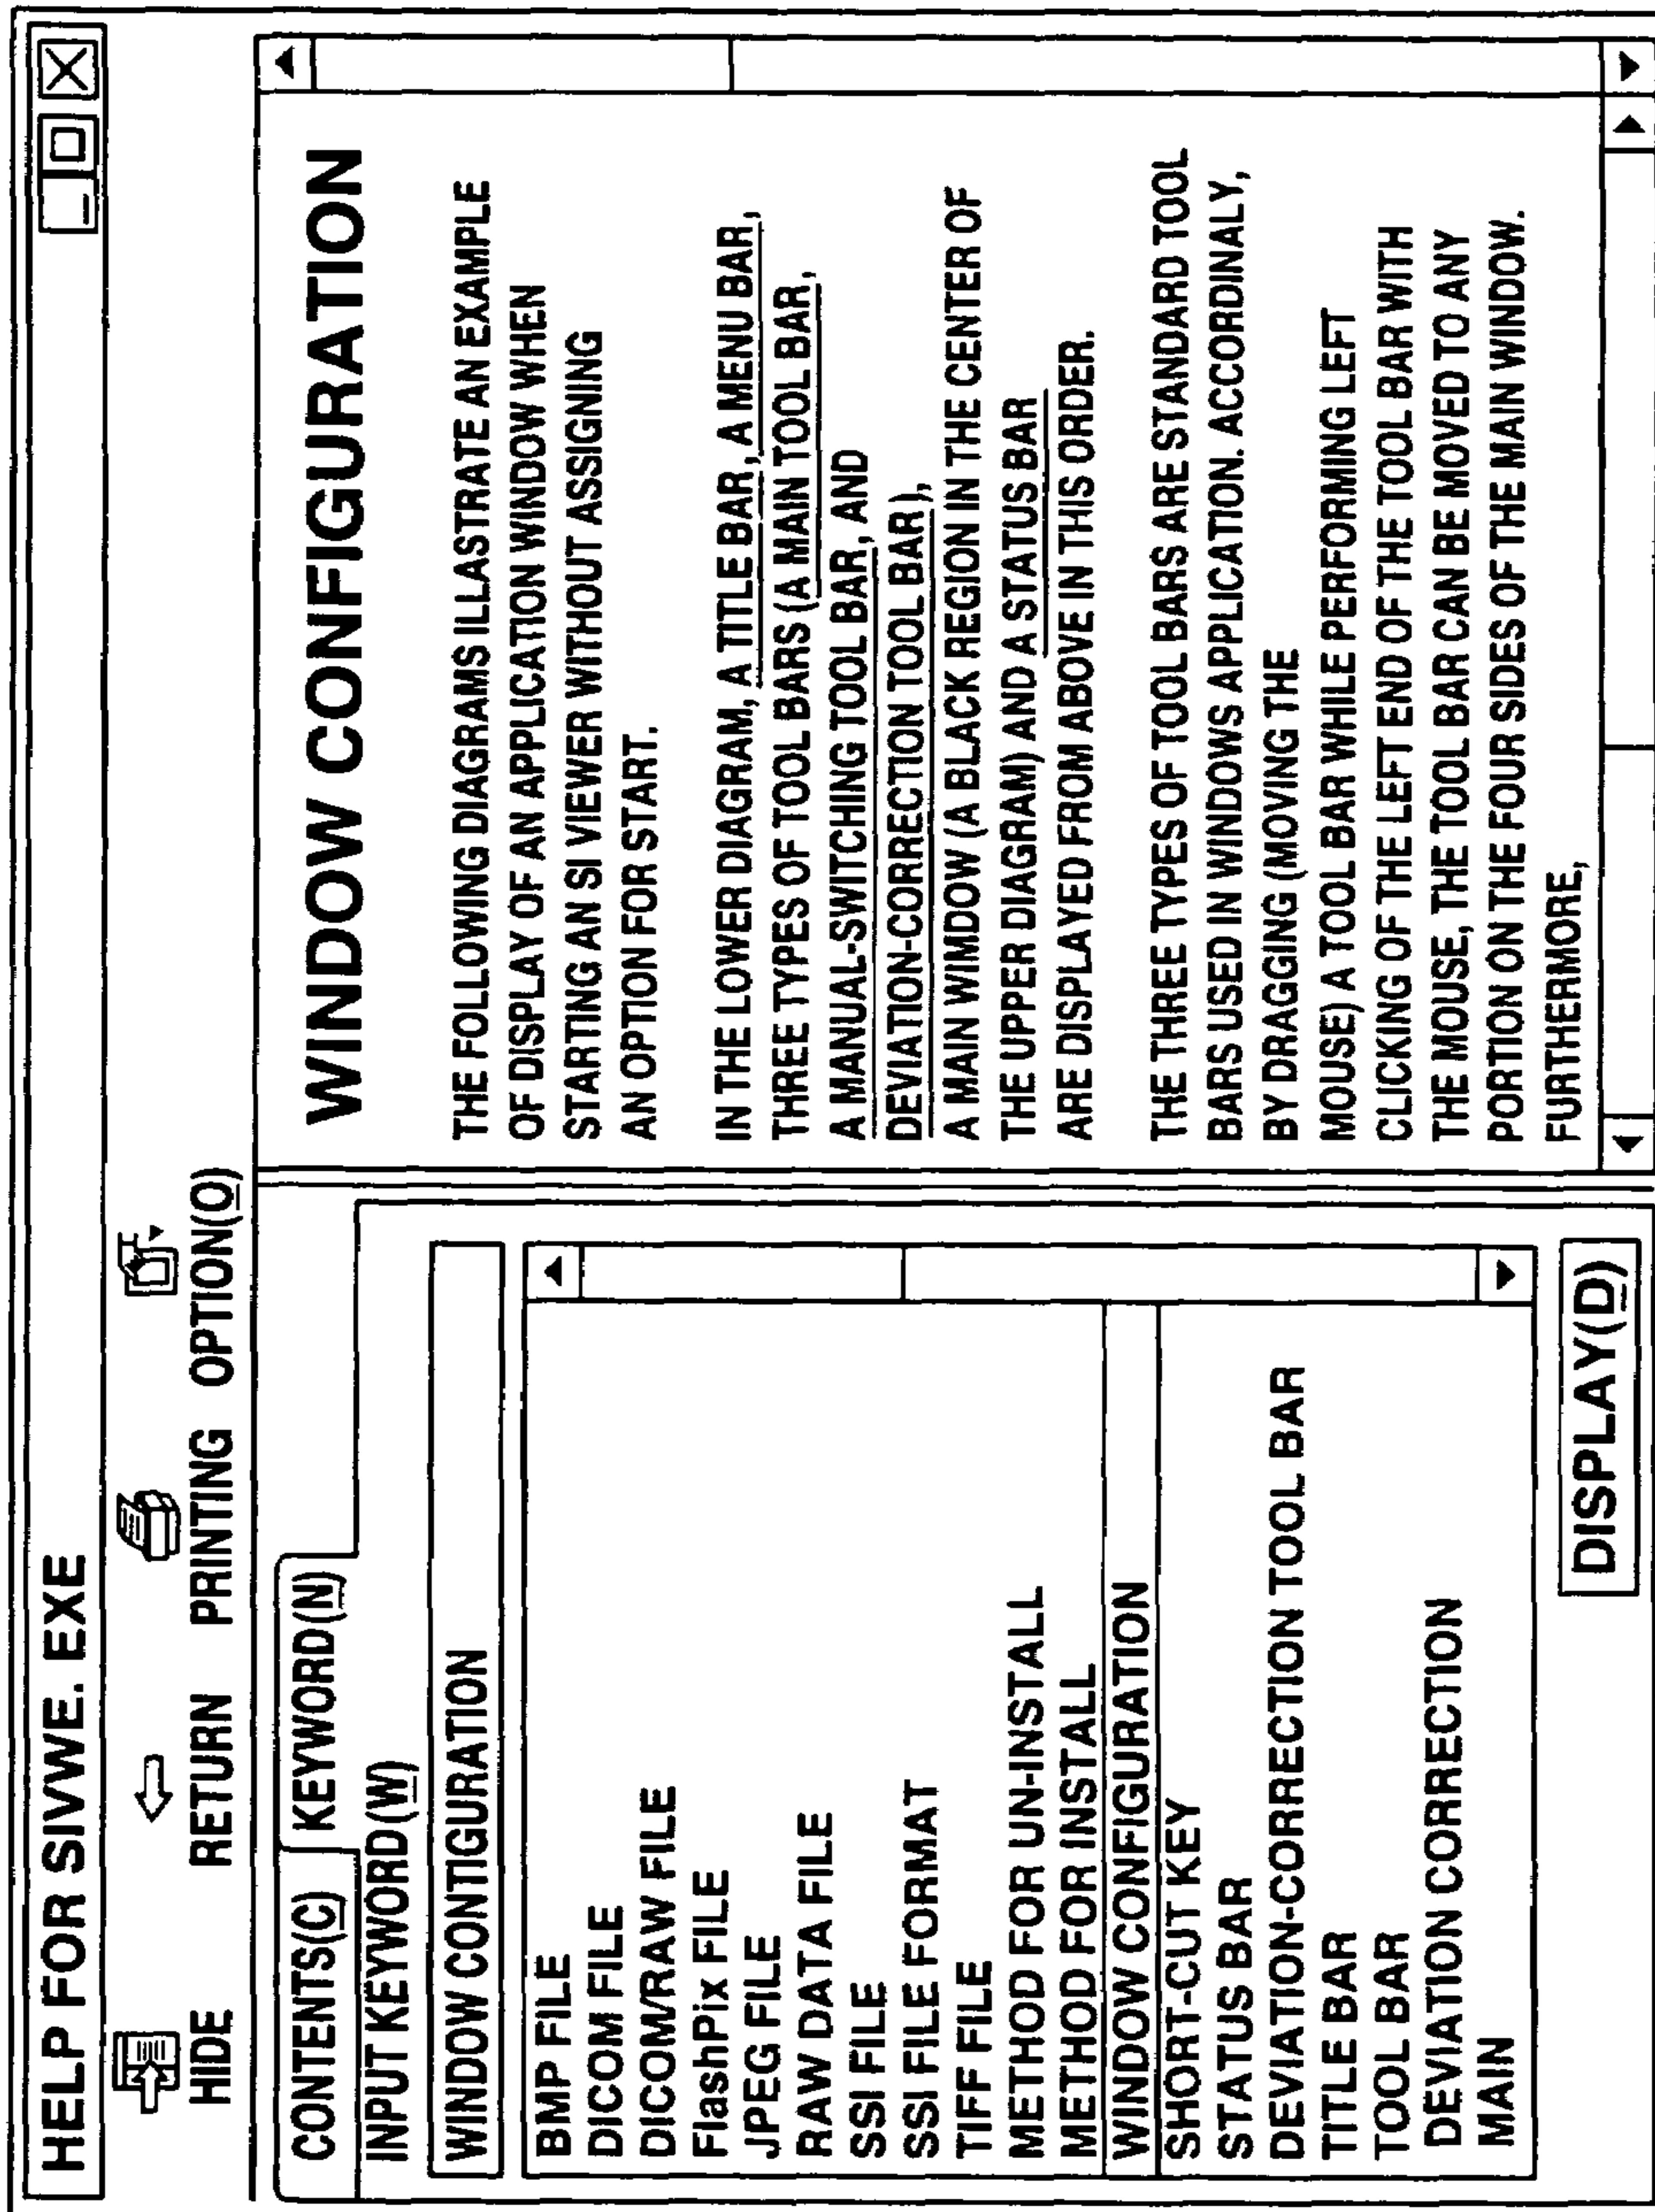 HELP FOR SIVWE. EXE
HIDE RETURN PRINTING OPTION(O)
CONTENTS(C) KEYWORD(N)
INPUT KEYWORD(W)
WINDOW CONTIGURATION
BMP FILE
DICOM FILE
DICOM/RAW FILE
FlashPix FILE
JPEG FILE
RAW DATA FILE
SSI FILE
SSI FILE FORMAT
TIFF FILE
METHOD FOR UN-INSTALL
METHOD FOR INSTALL
WINDOW CONFIGURATION
SHORT-CUT KEY
STATUS BAR
DEVIATION-CORRECTION TOOL BAR
TITLE BAR
TOOL BAR
DEVIATION CORRECTION
MAIN
DISPLAY(D)
WINDOW CONFIGURATION
THE FOLLOWING DIAGRAMS ILLASTRATE AN EXAMPLE
OF DISPLAY OF AN APPLICATION WINDOW WHEN
STARTING AN SI VIEWER WITHOUT ASSIGNING
AN OPTION FOR START.
IN THE LOWER DIAGRAM, A TITLE BAR, A MENU BAR,
THREE TYPES OF TOOL BARS (A MAIN TOOL BAR,
A MANUAL-SWITCHING TOOL BAR, AND
DEVIATION-CORRECTION TOOL BAR),
A MAIN WIMDOW (A BLACK REGION IN THE CENTER OF
THE UPPER DIAGRAM) AND A STATUS BAR
ARE DISPLAYED FROM ABOVE IN THIS ORDER.
THE THREE TYPES OF TOOL BARS ARE STANDARD TOOL
BARS USED IN WINDOWS APPLICATION. ACCORDINALY,
BY DRAGGING (MOVING THE
MOUSE) A TOOL BAR WHILE PERFORMING LEFT
CLICKING OF THE LEFT END OF THE TOOL BAR WITH
THE MOUSE, THE TOOL BAR CAN BE MOVED TO ANY
PORTION ON THE FOUR SIDES OF THE MAIN WINDOW.
FURTHERMORE,